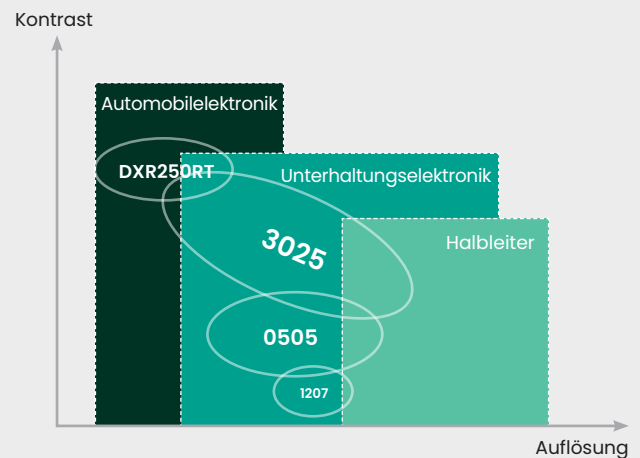 Kontrast
Automobilelektronik
DXR250RT
Unterhaltungselektronik
3025
Halbleiter
0505
1207
Auflösung